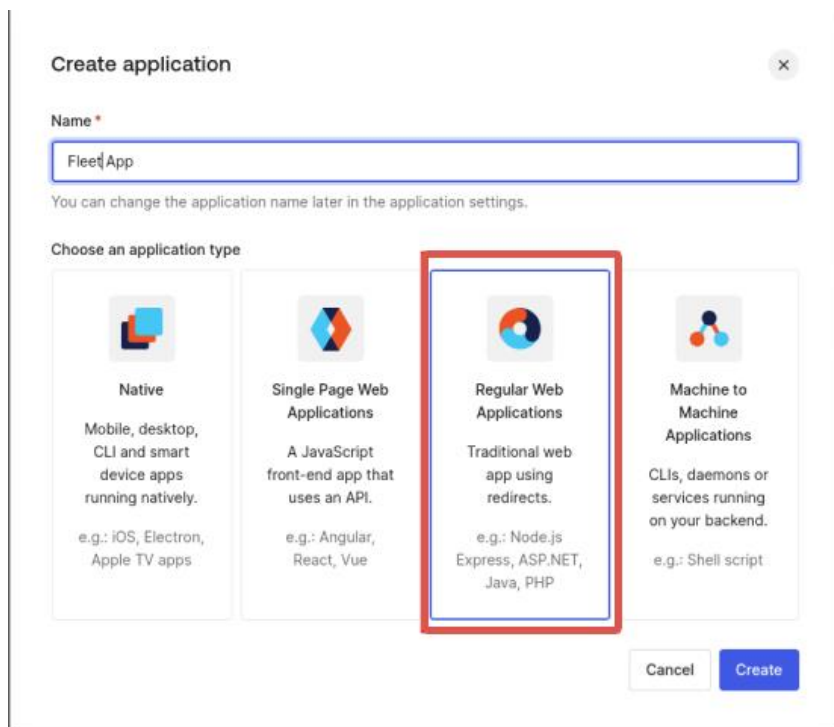 Create application
Name *
Fleet App
You can change the application name later in the application settings.
Choose an application type
Native
Mobile, desktop,
CLI and smart
device apps
running natively.
e.g.: iOS, Electron,
Apple TV apps
Single Page Web
Applications
A JavaScript
front-end app that
uses an API.
e.g.: Angular,
React, Vue
Regular Web
Applications
Traditional web
app using
redirects.
e.g.: Node.js
Express, ASP.NET,
Java, PHP
Machine to
Machine
Applications
CLIs, daemons or
services running
on your backend.
e.g.: Shell script
Cancel
Create